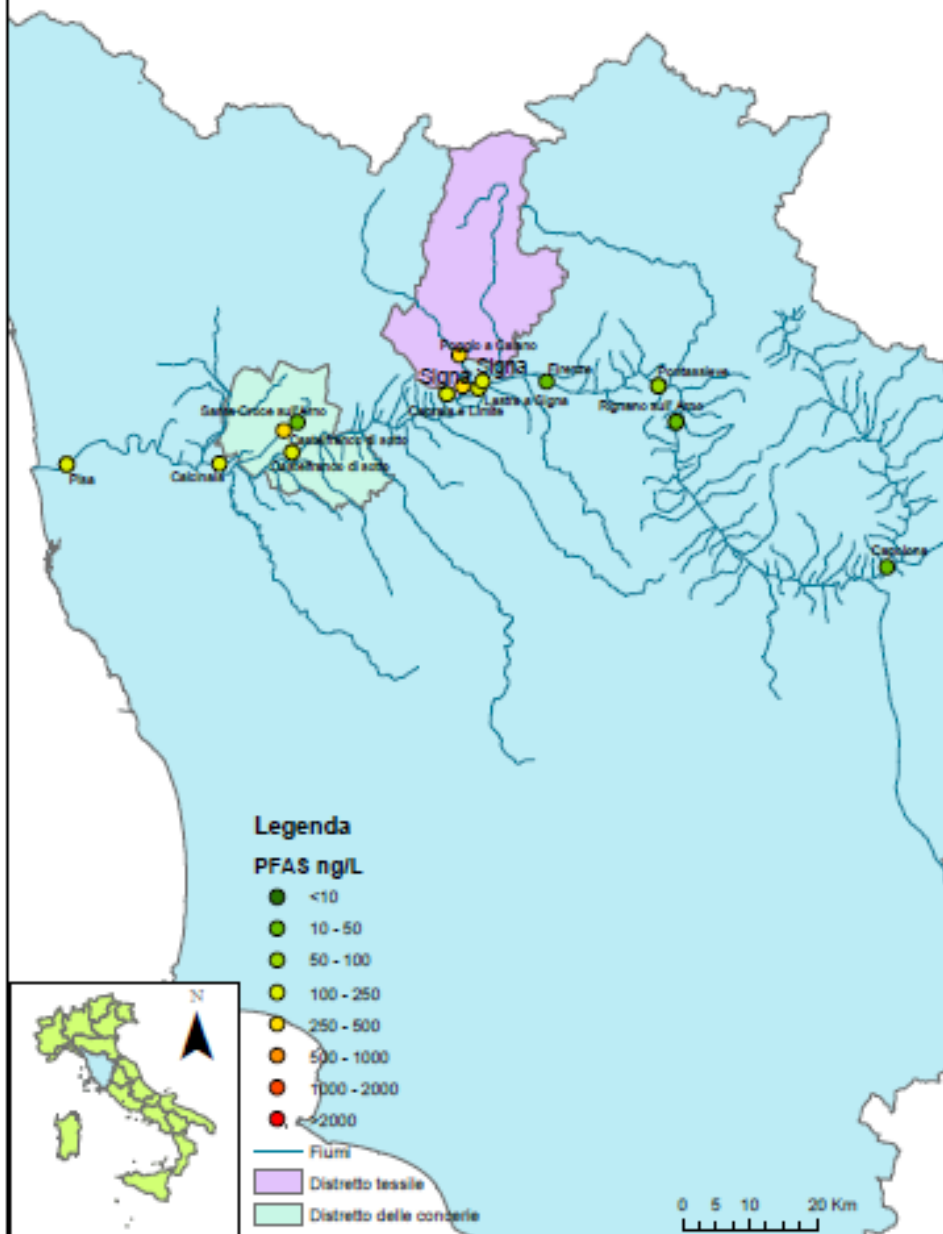 Poggio a Caiano
Signa
Firenze
Pontassieve
Signa
Lastra a Signa
Capraia e Limite
Rignano sull' Arno
Santa Croce sull'Arno
Castelfranco di sotto
Castelfranco di sotto
Pisa
Calcinaia
Capolona
Legenda
PFAS ng/L
<10
10 - 50
50 - 100
100 - 250
250 - 500
500 - 1000
1000 - 2000
>2000
Fiumi
Distretto tessile
Distretto delle concerie
N
0 5 10 20 Km